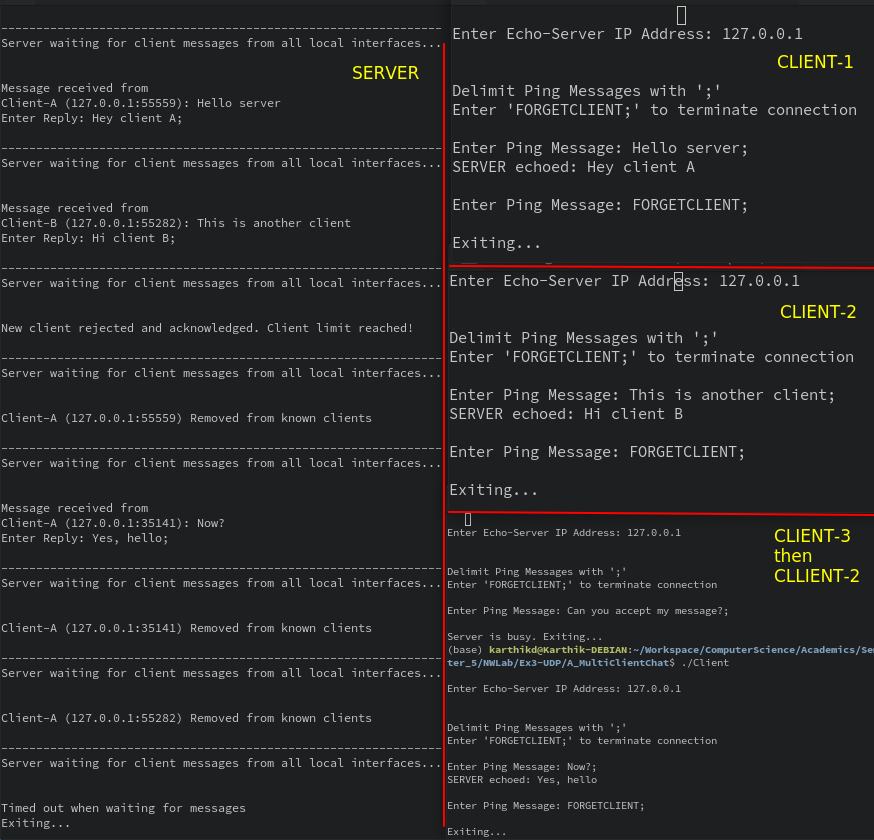 --------------------------------------------------------------
Server waiting for client messages from all local interfaces...
SERVER
Message received from
Client-A (127.0.0.1:55559): Hello server
Enter Reply: Hey client A;
--------------------------------------------------------------
Server waiting for client messages from all local interfaces...
Message received from
Client-B (127.0.0.1:55282): This is another client
Enter Reply: Hi client B;
--------------------------------------------------------------
Server waiting for client messages from all local interfaces...
New client rejected and acknowledged. Client limit reached!
--------------------------------------------------------------
Server waiting for client messages from all local interfaces...
Client-A (127.0.0.1:55559) Removed from known clients
--------------------------------------------------------------
Server waiting for client messages from all local interfaces...
Message received from
Client-A (127.0.0.1:35141): Now?
Enter Reply: Yes, hello;
--------------------------------------------------------------
Server waiting for client messages from all local interfaces...
Client-A (127.0.0.1:35141) Removed from known clients
--------------------------------------------------------------
Server waiting for client messages from all local interfaces...
Client-A (127.0.0.1:55282) Removed from known clients
--------------------------------------------------------------
Server waiting for client messages from all local interfaces...
Timed out when waiting for messages
Exiting...
Enter Echo-Server IP Address: 127.0.0.1
CLIENT-1
Delimit Ping Messages with ';'
Enter 'FORGETCLIENT;' to terminate connection
Enter Ping Message: Hello server;
SERVER echoed: Hey client A
Enter Ping Message: FORGETCLIENT;
Exiting...
Enter Echo-Server IP Address: 127.0.0.1
CLIENT-2
Delimit Ping Messages with ';'
Enter 'FORGETCLIENT;' to terminate connection
Enter Ping Message: This is another client;
SERVER echoed: Hi client B
Enter Ping Message: FORGETCLIENT;
Exiting...
Enter Echo-Server IP Address: 127.0.0.1
CLIENT-3
then
CLLIENT-2
Delimit Ping Messages with ';'
Enter 'FORGETCLIENT;' to terminate connection
Enter Ping Message: Can you accept my message?;
Server is busy. Exiting...
(base) karthikd@Karthik-DEBIAN:~/Workspace/ComputerScience/Academics/Se
ter_5/NWLab/Ex3-UDP/A_MultiClientChat$ ./Client
Enter Echo-Server IP Address: 127.0.0.1
Delimit Ping Messages with ';'
Enter 'FORGETCLIENT;' to terminate connection
Enter Ping Message: Now?;
SERVER echoed: Yes, hello
Enter Ping Message: FORGETCLIENT;
Exiting...